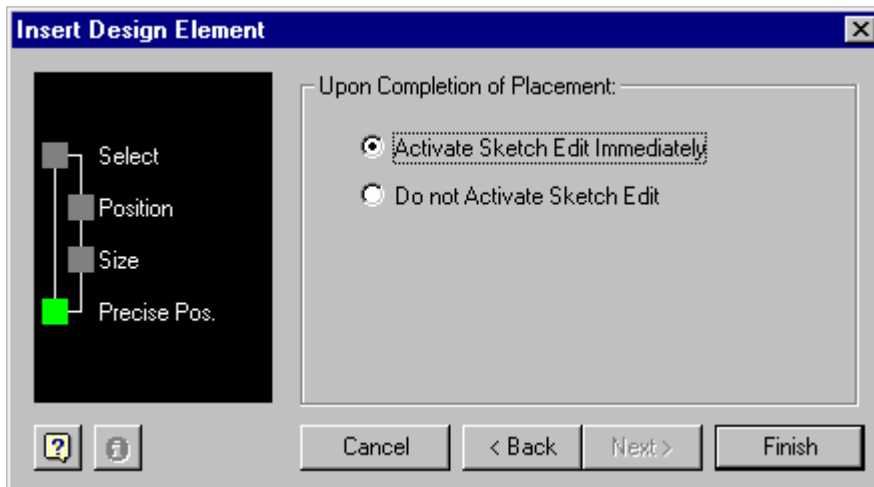 Insert Design Element
Select
Position
Size
Precise Pos.
Upon Completion of Placement:
Activate Sketch Edit Immediately
Do not Activate Sketch Edit
?
i
Cancel
< Back
Next >
Finish